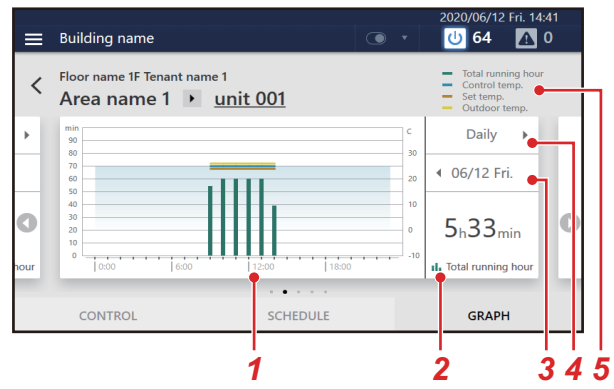 2020/06/12 Fri. 14:41
Building name
64
0
Floor name 1F Tenant name 1
Area name 1 unit 001
Total running hour
Control temp.
Set temp.
Outdoor temp.
min
90
80
70
60
50
40
30
20
10
0
C
30
20
10
0
-10
0:00 6:00 12:00 18:00
Daily
06/12 Fri.
5h33min
hour
Total running hour
CONTROL SCHEDULE GRAPH
1 2 3 4 5